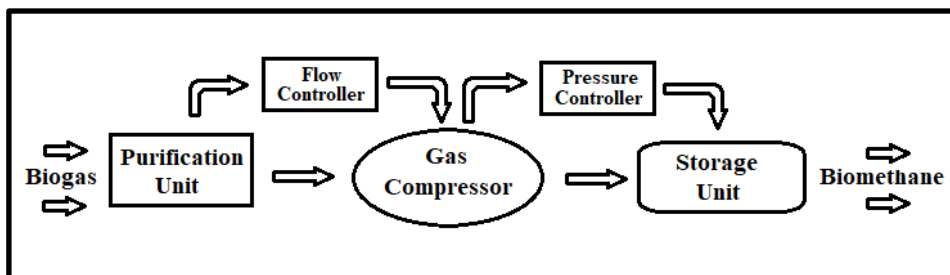 Flow
Controller
Pressure
Controller
Biogas
Purification
Unit
Gas
Compressor
Storage
Unit
Biomethane